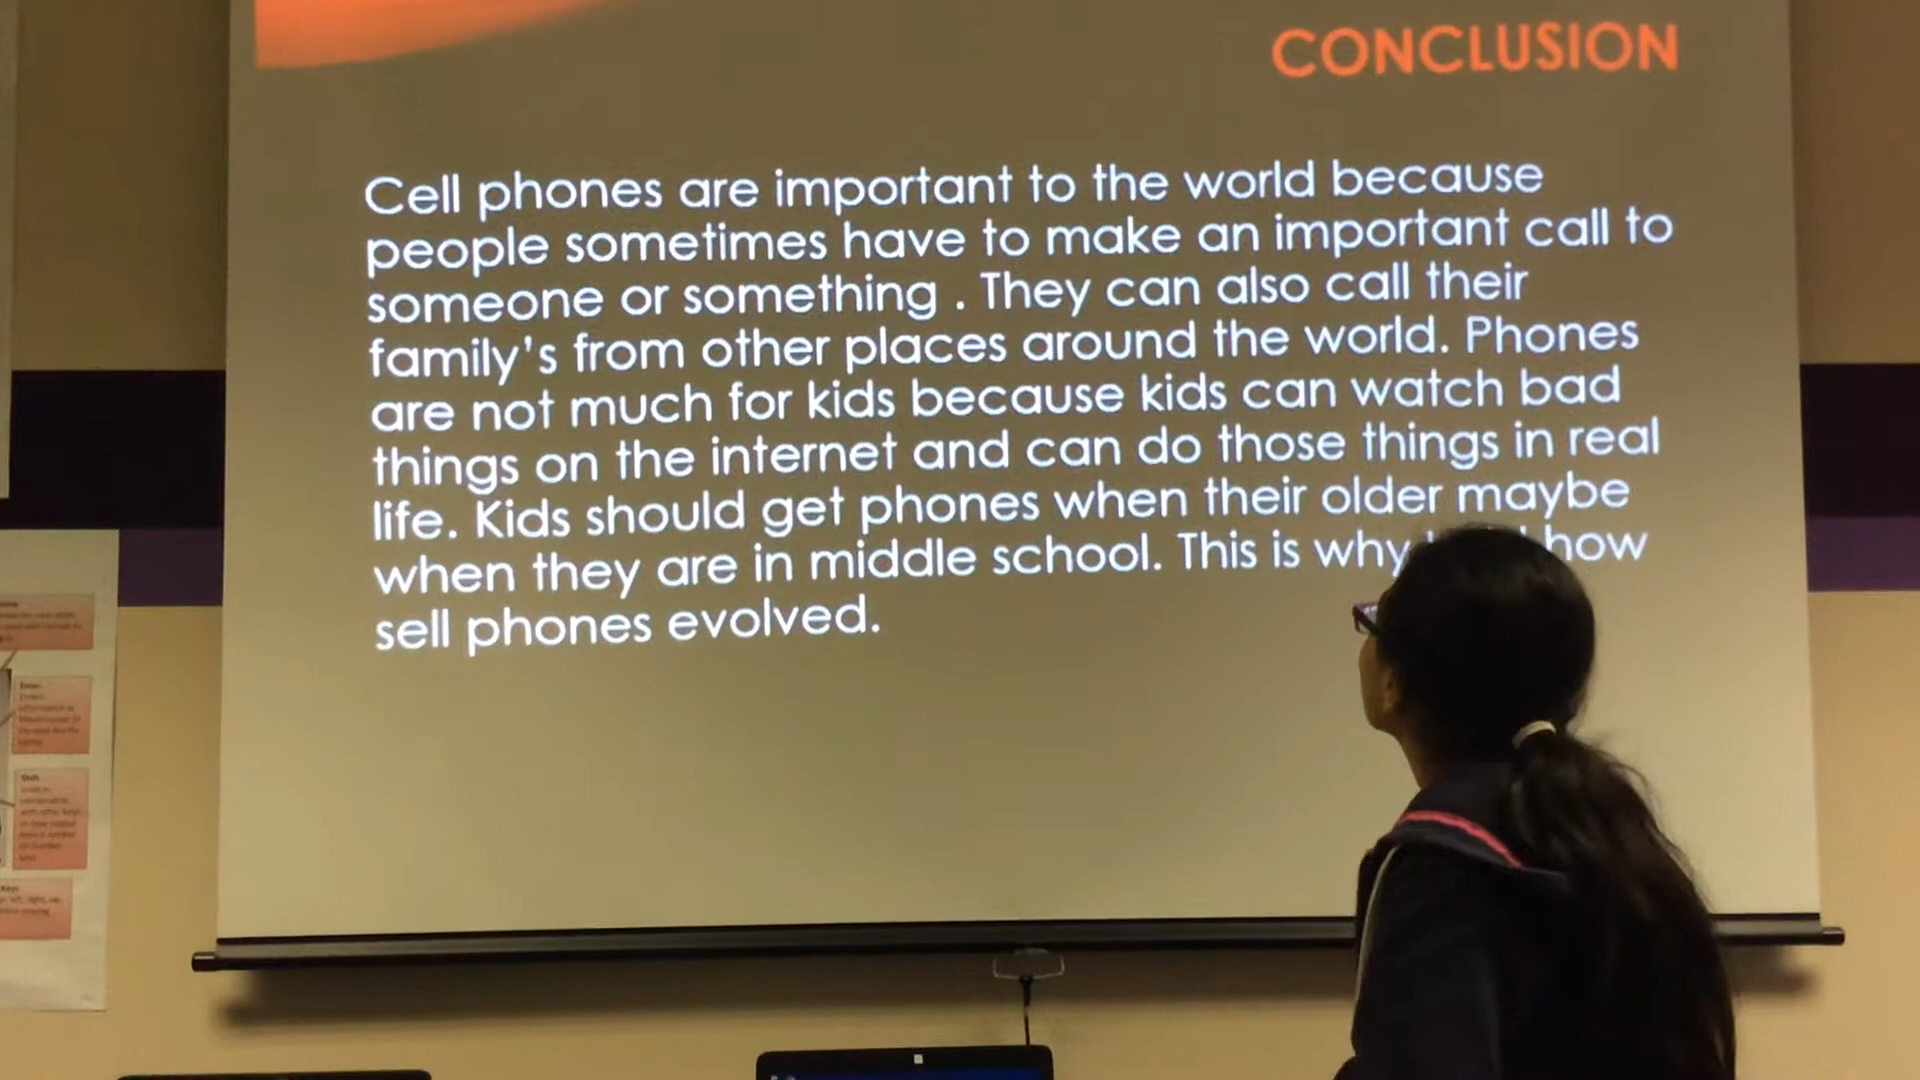 CONCLUSION
Cell phones are important to the world because
people sometimes have to make an important call to
someone or something . They can also call their
family's from other places around the world. Phones
are not much for kids because kids can watch bad
things on the internet and can do those things in real
life. Kids should get phones when their older maybe
when they are in middle school. This is why how
sell phones evolved.
Enter:
Shift:
Keys